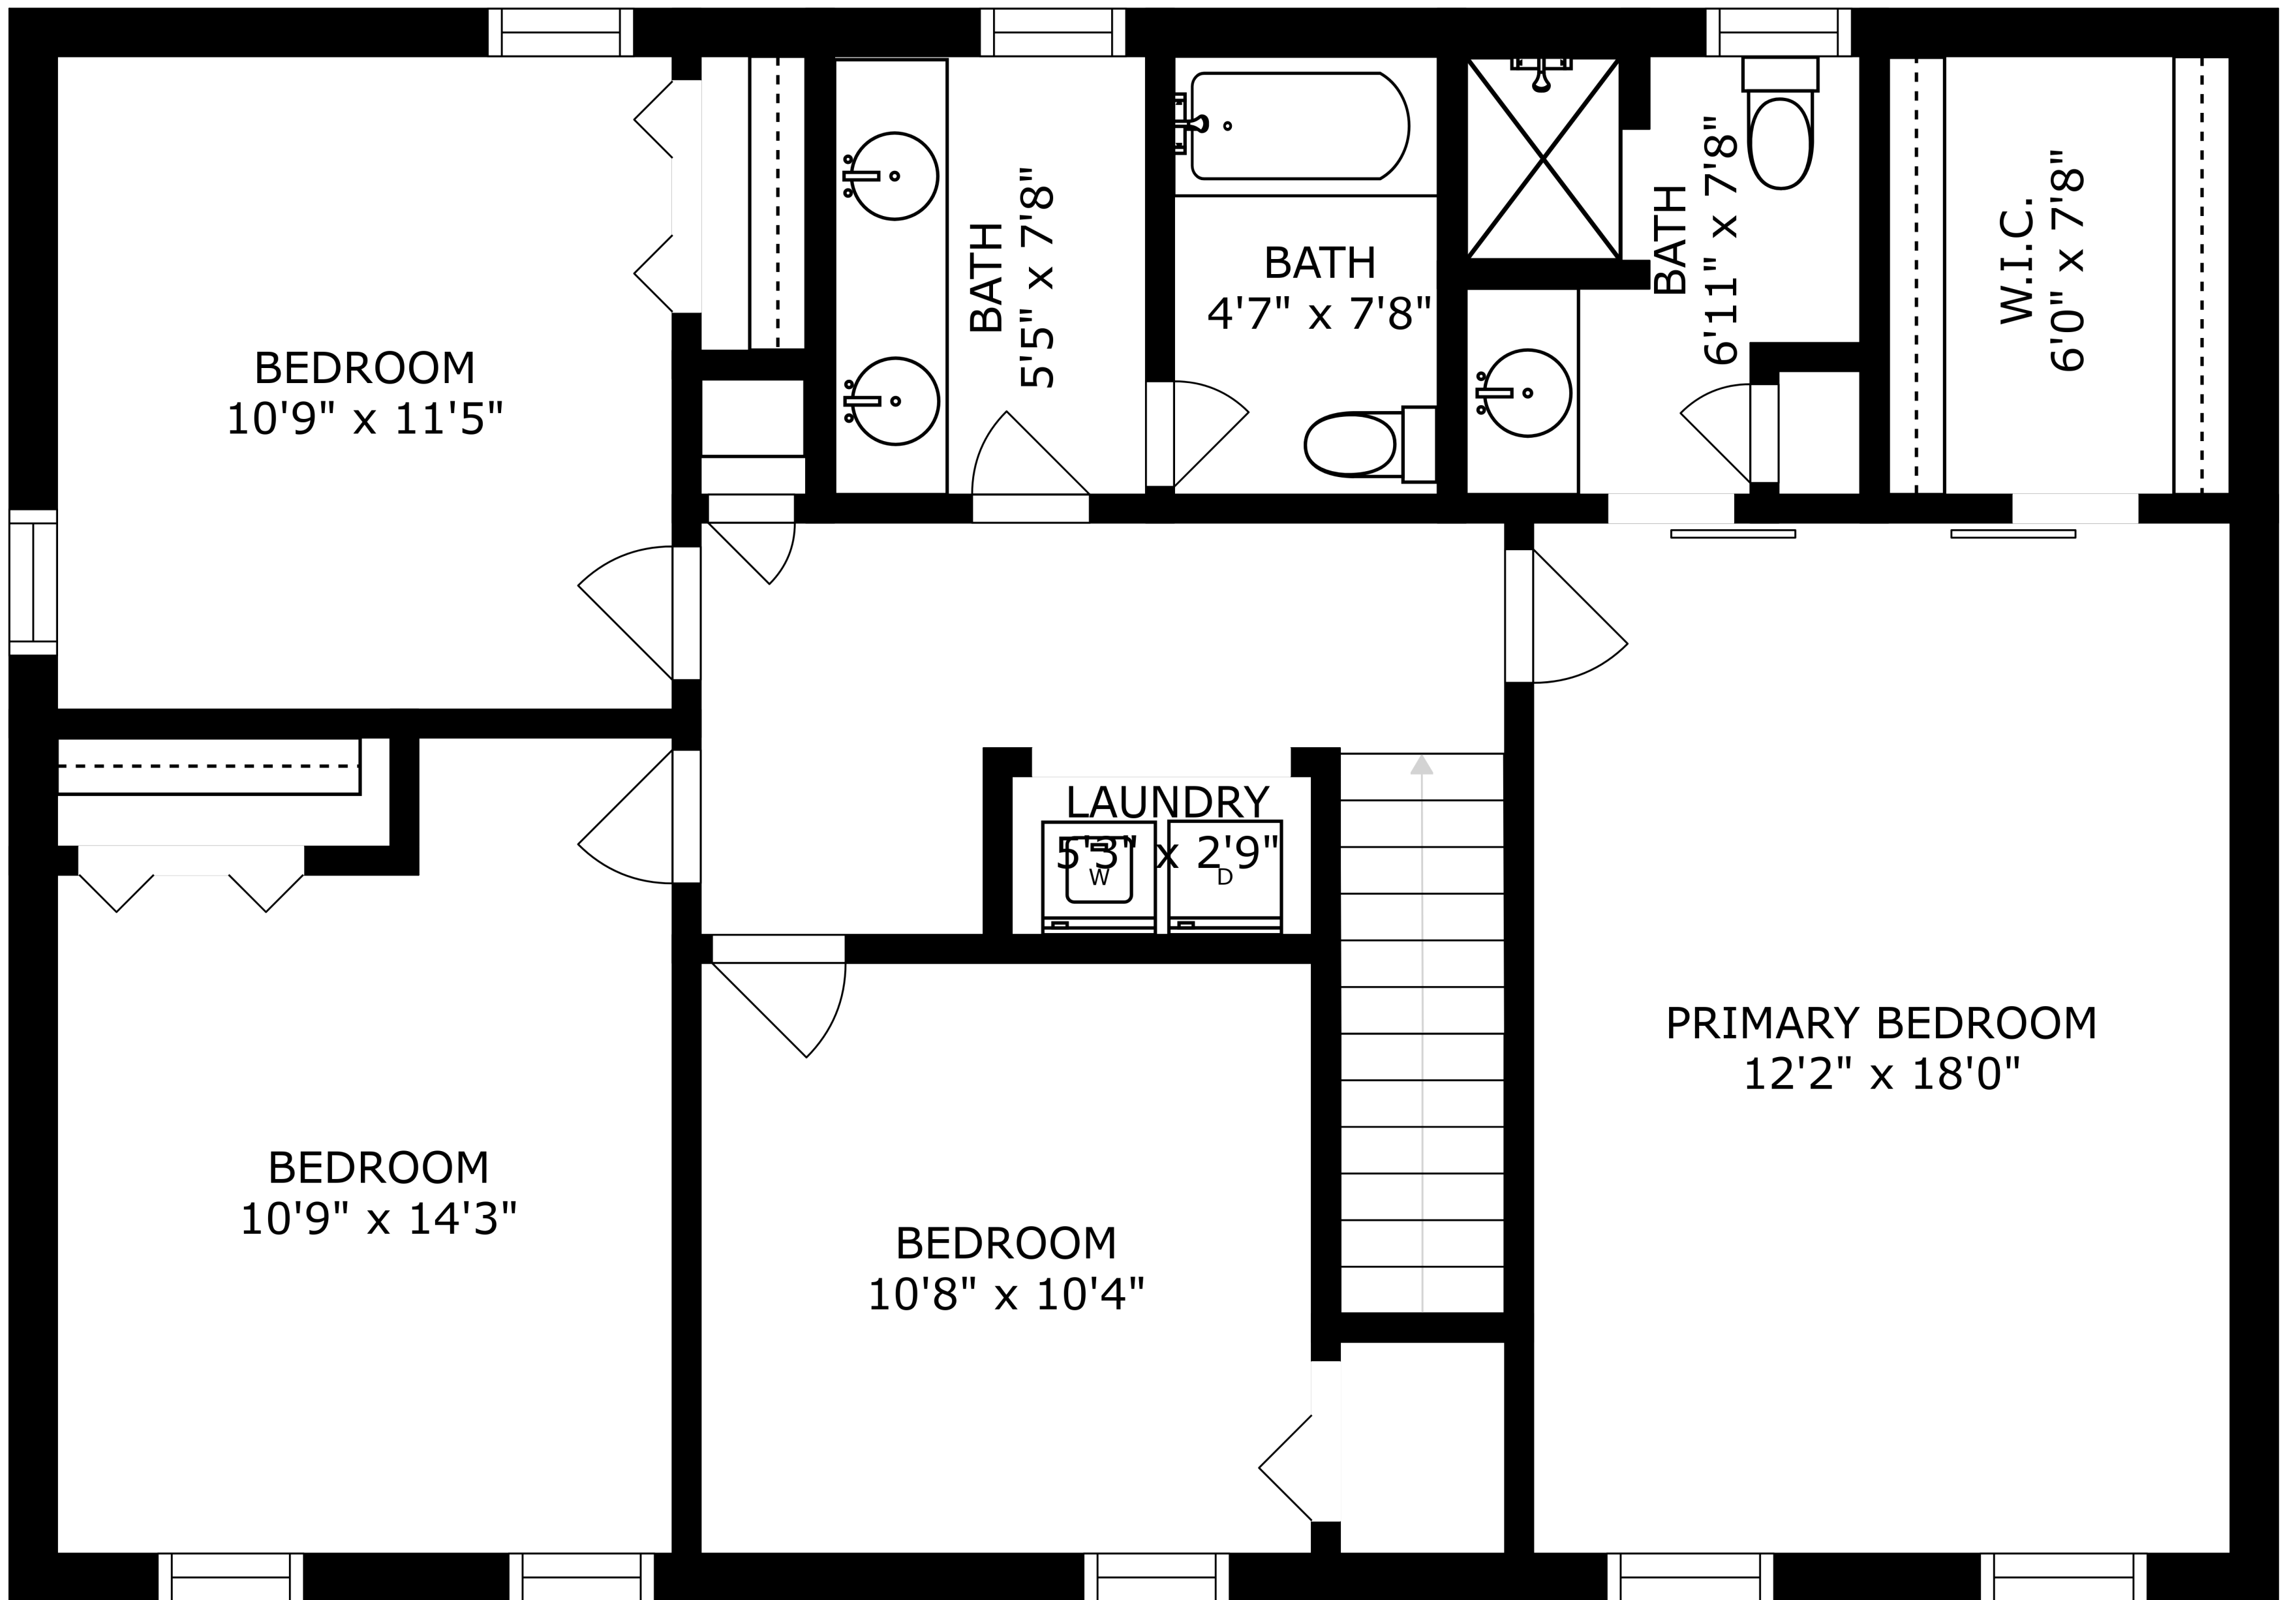 BATH
5'5" x 7'8"
BATH
4'7" x 7'8"
BATH
6'11" x 7'8"
W.I.C.
6'0" x 7'8"
BEDROOM
10'9" x 11'5"
LAUNDRY
5'3" x 2'9"
W
D
PRIMARY BEDROOM
12'2" x 18'0"
BEDROOM
10'9" x 14'3"
BEDROOM
10'8" x 10'4"